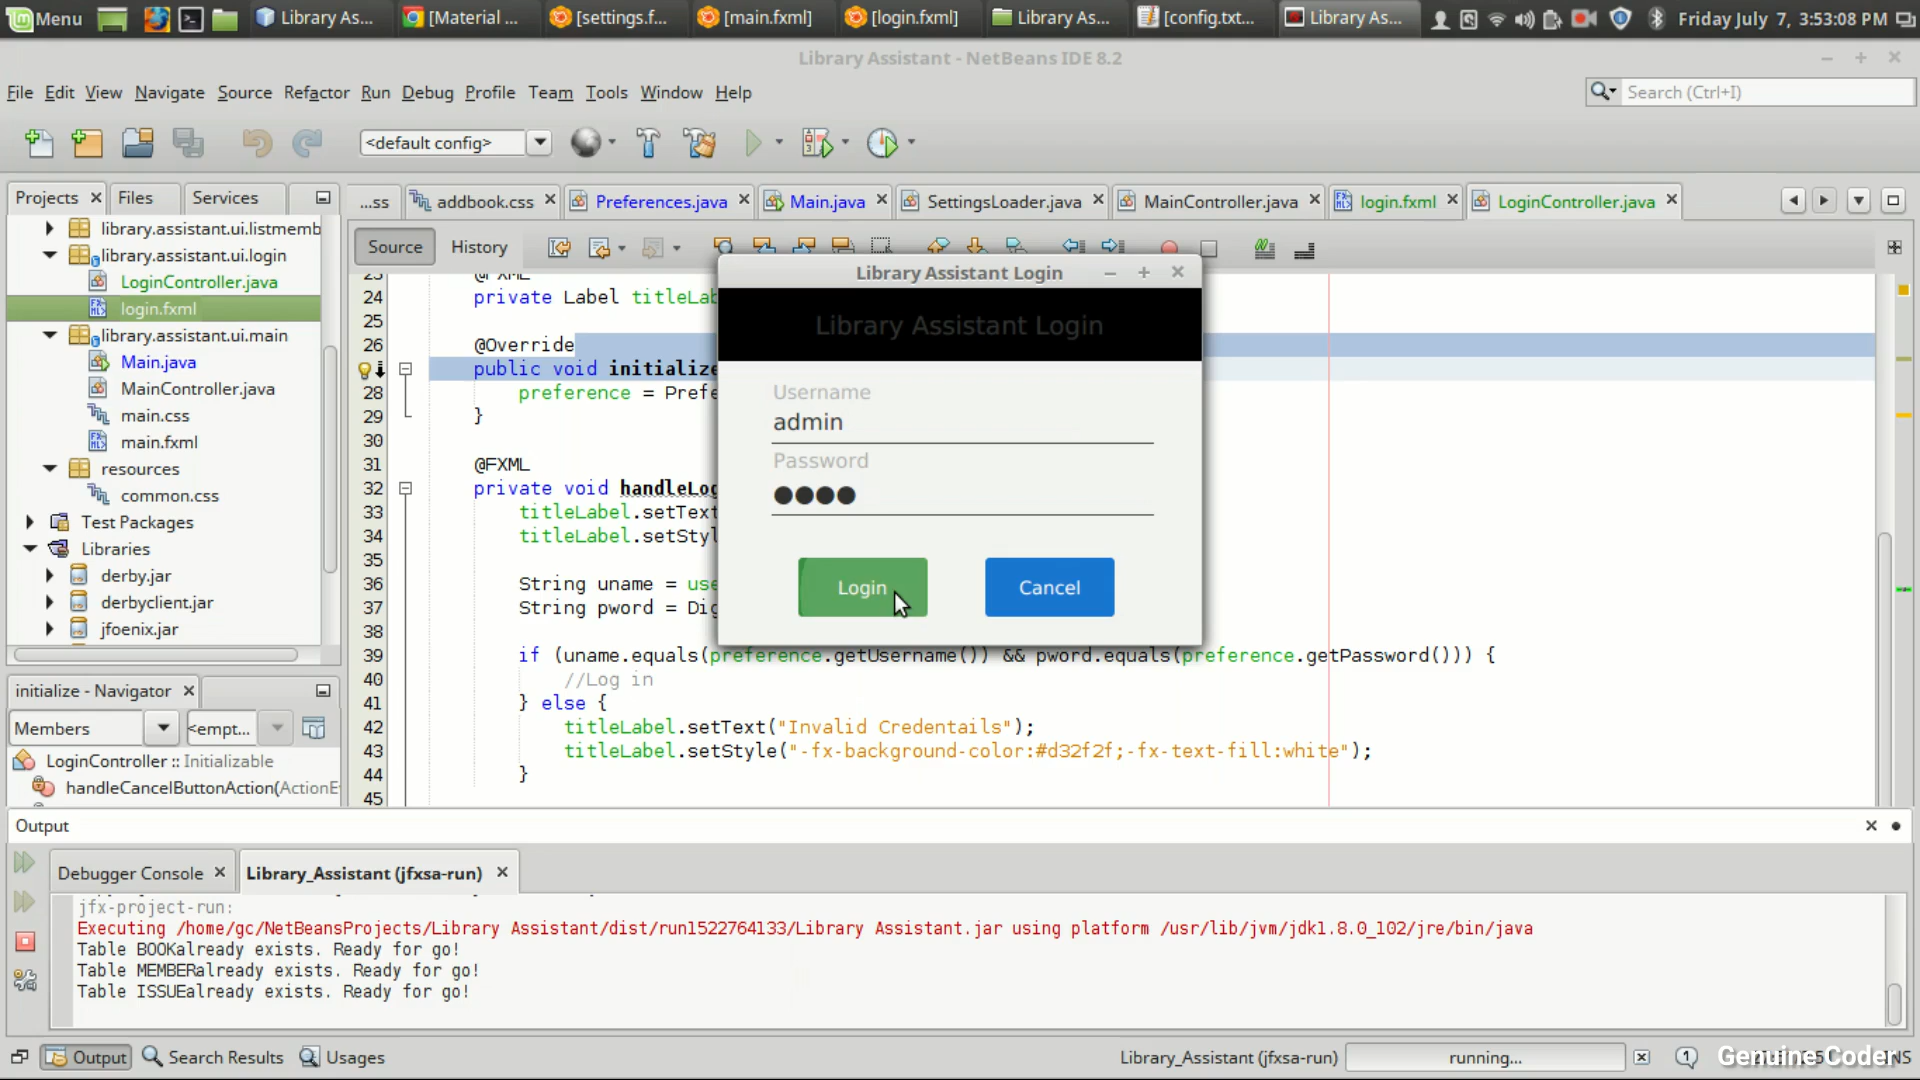 Menu
Library As...
[Material ...
[settings.f...
[main.fxml]
[login.fxml]
Library As...
[config.txt...
Library As...
Friday July 7, 3:53:08 PM
Library Assistant - NetBeans IDE 8.2
File Edit View Navigate Source Refactor Run Debug Profile Team Tools Window Help
Search (Ctrl+I)
<default config>
Projects
Files
Services
...ss
addbook.css
Preferences.java
Main.java
SettingsLoader.java
MainController.java
login.fxml
LoginController.java
Source
History
library.assistant.ui.listmemb
library.assistant.ui.login
LoginController.java
login.fxml
library.assistant.ui.main
Main.java
MainController.java
main.css
main.fxml
resources
common.css
Test Packages
Libraries
derby.jar
derbyclient.jar
jfoenix.jar
24 private Label titleLab
25
26 @Override
public void initialize
28 preference = Prefe
29 }
30
31 @FXML
32 private void handleLog
33 titleLabel.setText
34 titleLabel.setStyl
35
36 String uname = use
37 String pword = Dig
38
39 if (uname.equals(preference.getUsername()) && pword.equals(preference.getPassword())) {
40 //Log in
41 } else {
42 titleLabel.setText("Invalid Credentails");
43 titleLabel.setStyle("-fx-background-color:#d32f2f;-fx-text-fill:white");
44 }
45
Library Assistant Login
Library Assistant Login
Username
admin
Password
Login
Cancel
initialize - Navigator
Members
<empt...
LoginController :: Initializable
handleCancelButtonAction(ActionE
Output
Debugger Console
Library_Assistant (jfxsa-run)
jfx-project-run:
Executing /home/gc/NetBeansProjects/Library Assistant/dist/run1522764133/Library Assistant.jar using platform /usr/lib/jvm/jdk1.8.0_102/jre/bin/java
Table BOOKalready exists. Ready for go!
Table MEMBERalready exists. Ready for go!
Table ISSUEalready exists. Ready for go!
Output
Search Results
Usages
Library_Assistant (jfxsa-run)
running...
Genuine Coder